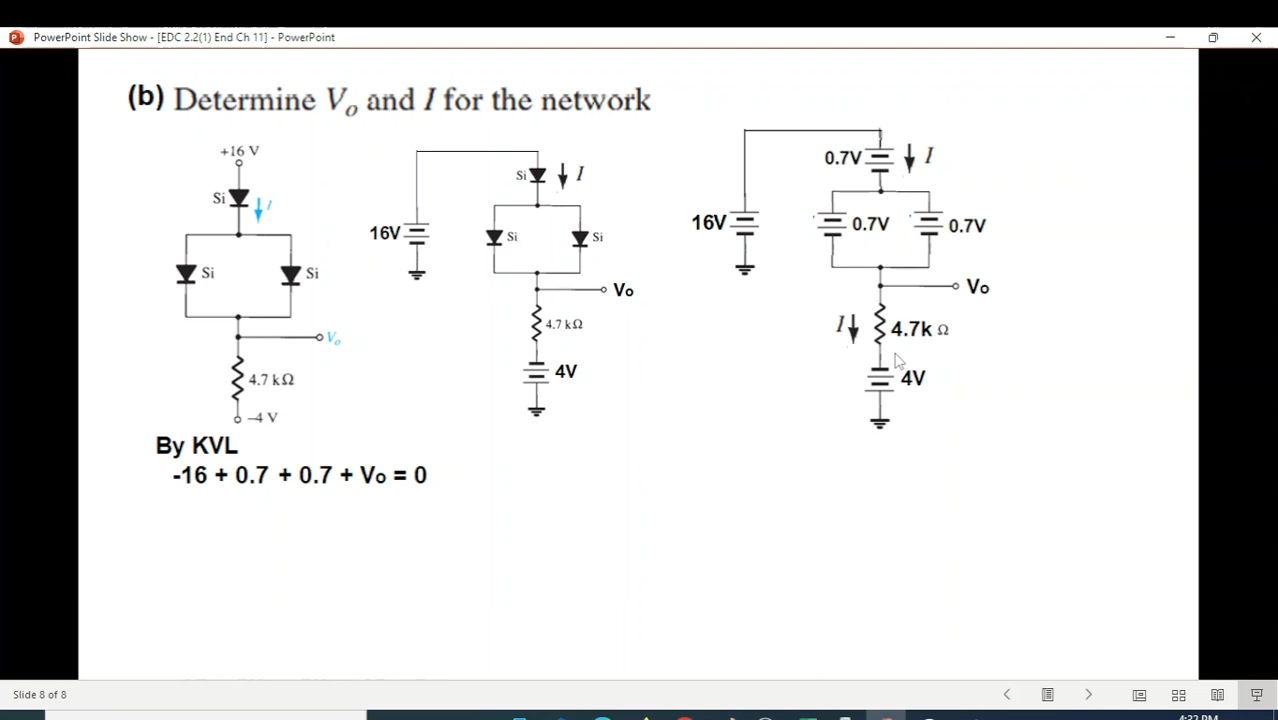 PowerPoint Slide Show - [EDC 2.2(1) End Ch 11] - PowerPoint
(b) Determine Vo and I for the network
+16 V
Si
I
Si
Si
Vo
4.7 kΩ
-4 V
Si
I
16V
Si
Si
Vo
4.7 kΩ
4V
0.7V
I
16V
0.7V
0.7V
Vo
I
4.7k Ω
4V
By KVL
-16 + 0.7 + 0.7 + Vo = 0
Slide 8 of 8
4:32 PM